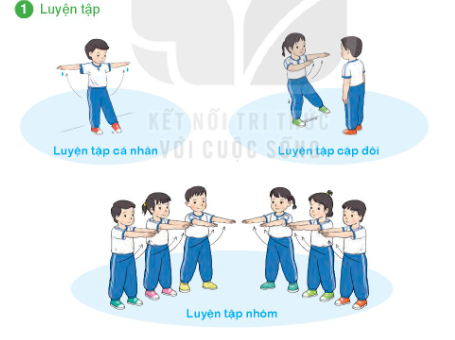 1 Luyện tập
KẾT NỐI TRI THỨC
VỚI CUỘC SỐNG
Luyện tập cá nhân
Luyện tập cặp đôi
Luyện tập nhóm